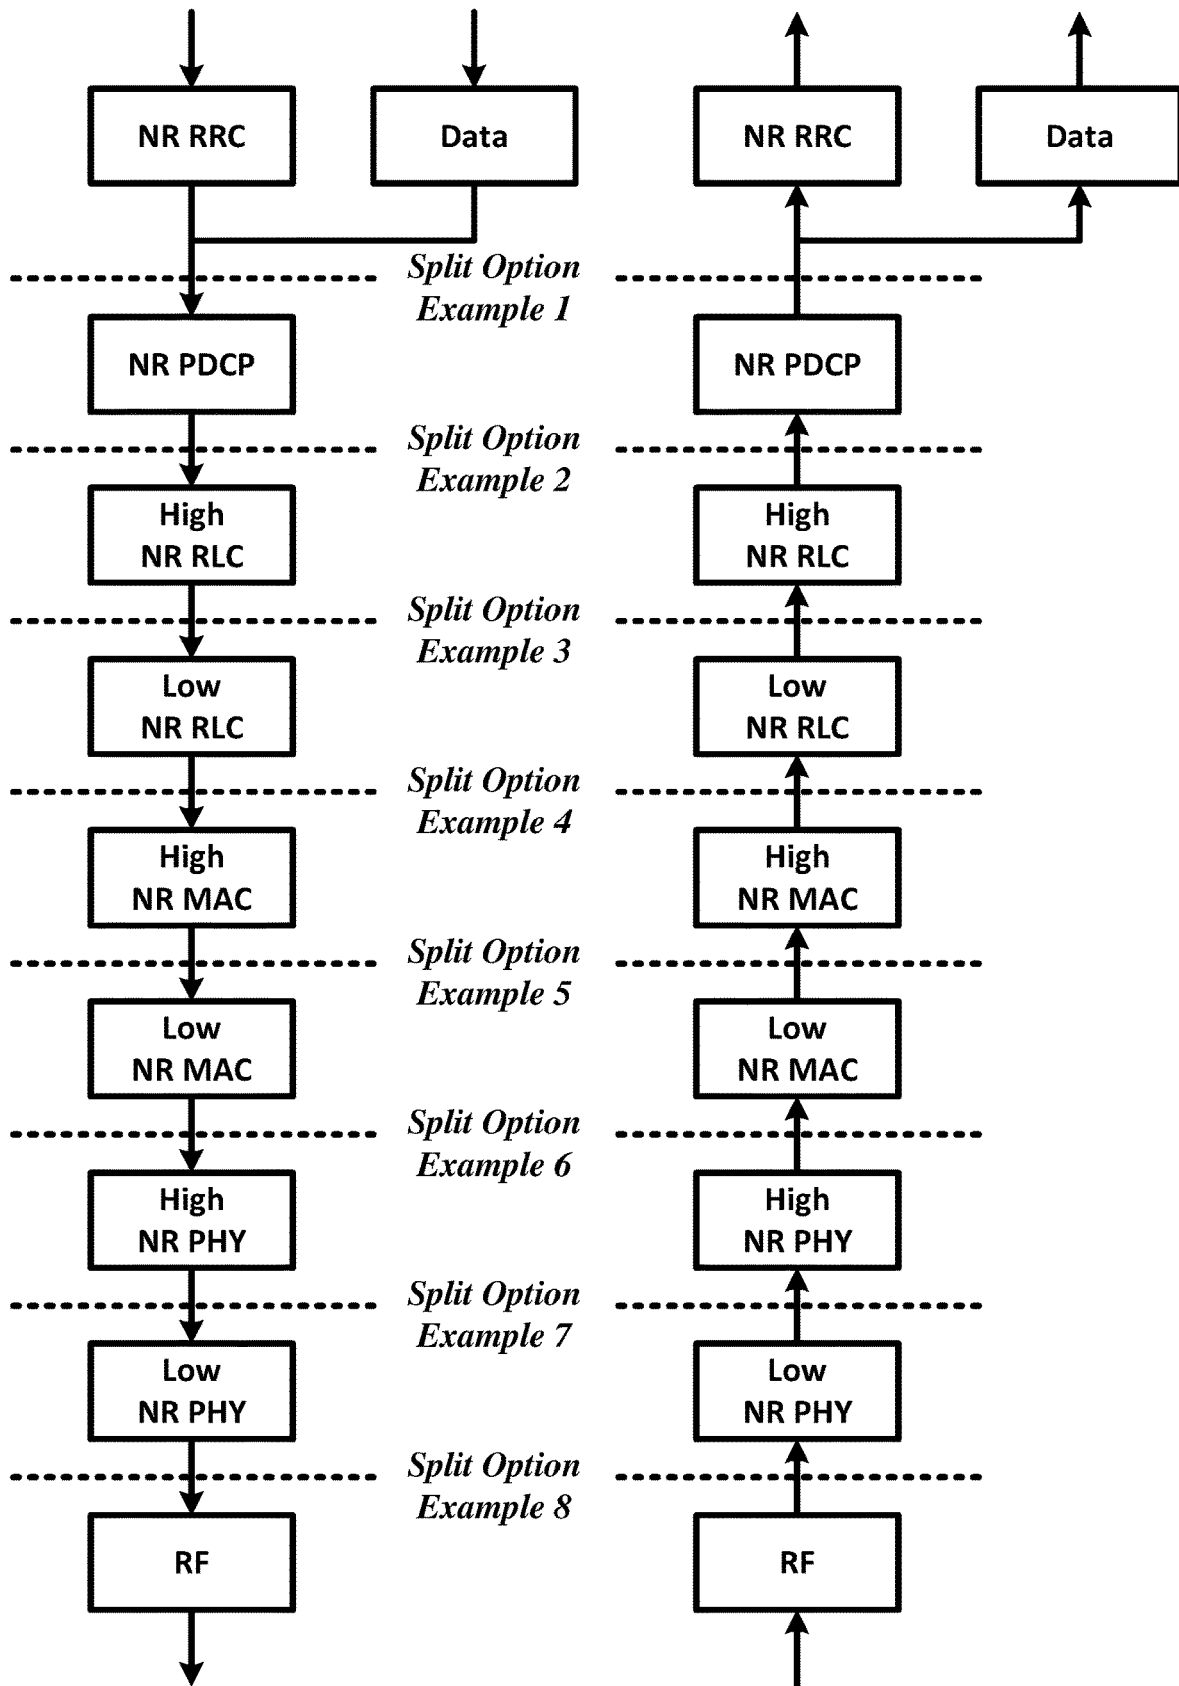 NR RRC
Data
NR RRC
Data
Split Option
Example 1
NR PDCP
NR PDCP
Split Option
Example 2
High
NR RLC
High
NR RLC
Split Option
Example 3
Low
NR RLC
Low
NR RLC
Split Option
Example 4
High
NR MAC
High
NR MAC
Split Option
Example 5
Low
NR MAC
Low
NR MAC
Split Option
Example 6
High
NR PHY
High
NR PHY
Split Option
Example 7
Low
NR PHY
Low
NR PHY
Split Option
Example 8
RF
RF